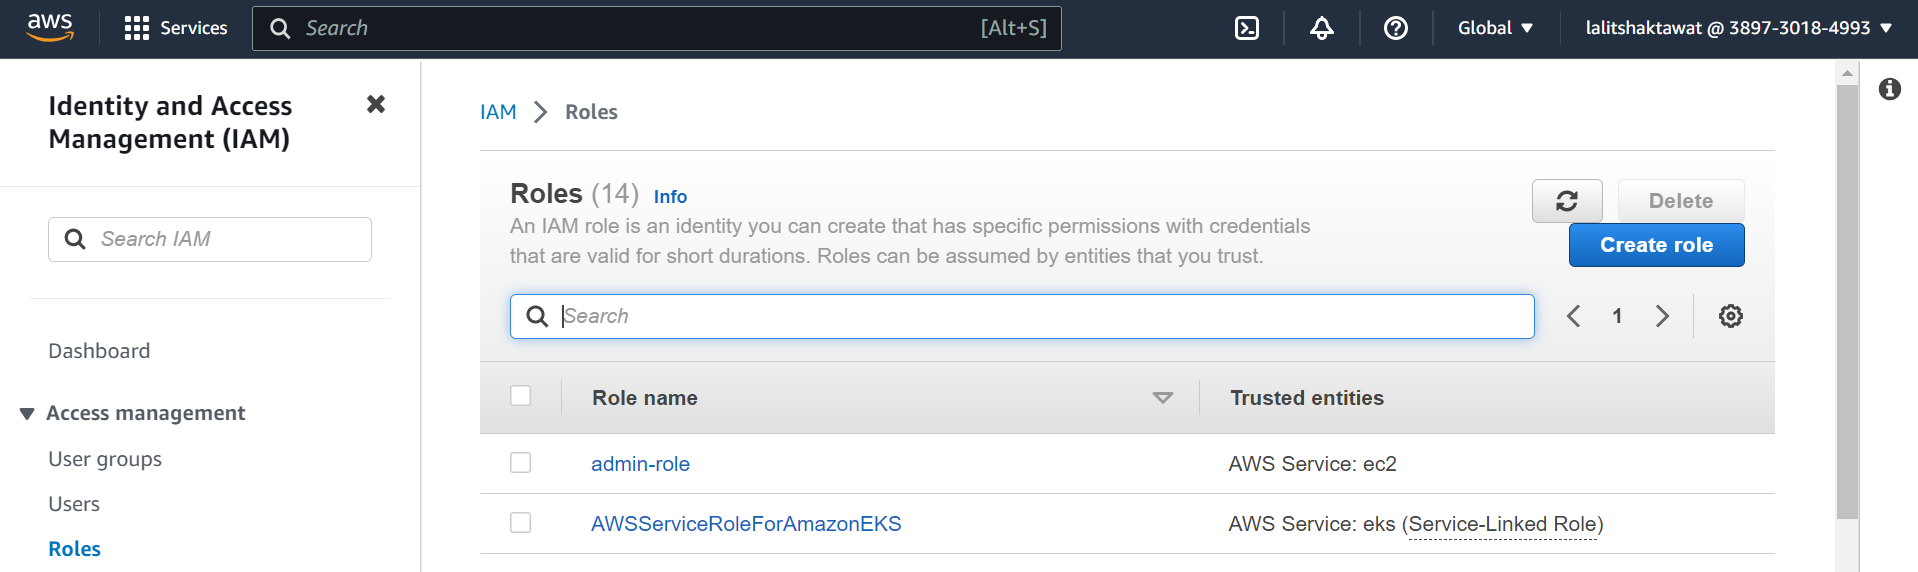 aws
Services
Search [Alt+S]
Global
lalitshaktawat @ 3897-3018-4993
Identity and Access
Management (IAM)
Search IAM
Dashboard
Access management
User groups
Users
Roles
IAM > Roles
Roles (14) Info
An IAM role is an identity you can create that has specific permissions with credentials
that are valid for short durations. Roles can be assumed by entities that you trust.
Delete
Create role
Search
1
Role name Trusted entities
admin-role AWS Service: ec2
AWSServiceRoleForAmazonEKS AWS Service: eks (Service-Linked Role)